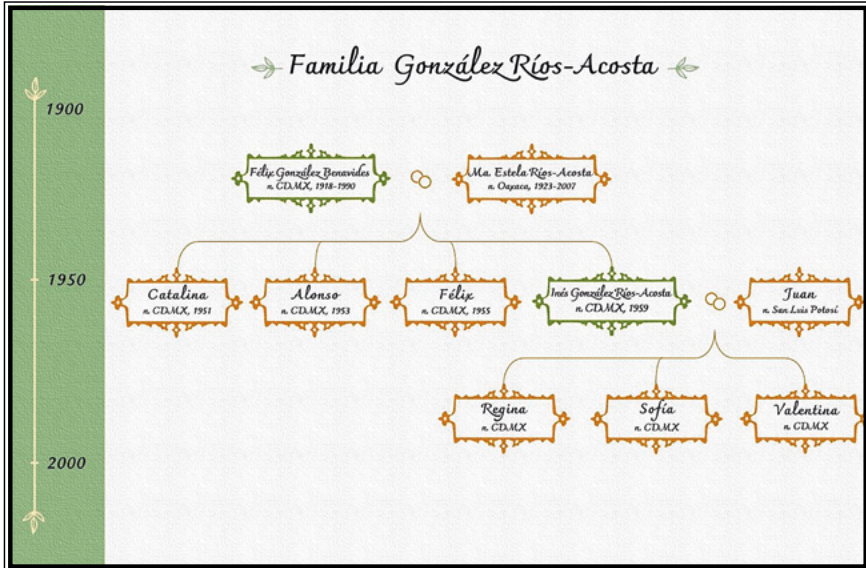 Familia González Ríos-Acosta
1900
Félix González Benavides
n. CDMX, 1918-1990
Ma. Estela Ríos-Acosta
n. Oaxaca, 1923-2007
1950
Catalina
n. CDMX, 1951
Alonso
n. CDMX, 1953
Félix
n. CDMX, 1955
Inés González Ríos-Acosta
n. CDMX, 1959
Juan
n. San Luis Potosí
Regina
n. CDMX
Sofía
n. CDMX
Valentina
n. CDMX
2000